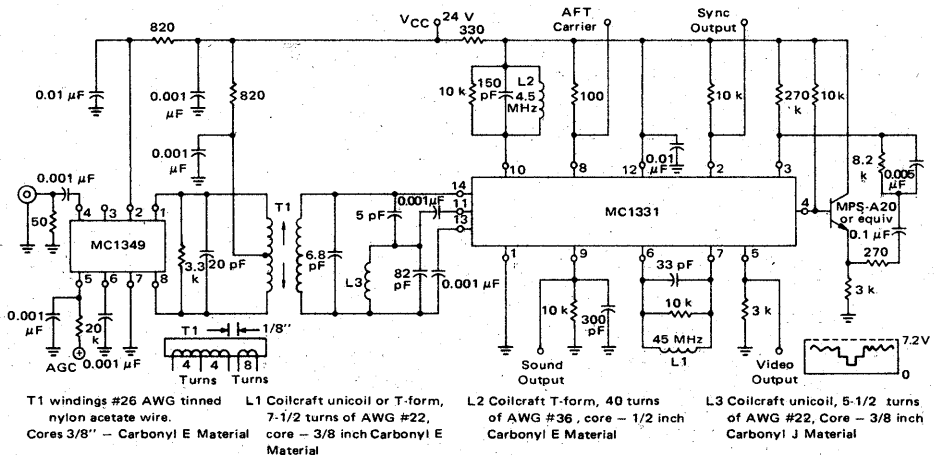 VCC 24 V
AFT
Carrier
Sync
Output
820
330
0.01 μF
0.001
μF
820
10 k
150
pF
L2
4.5
MHz
100
10 k
270
k
10k
0.001
μF
0.01
μF
8.2
k
0.005
μF
0.001 μF
10
8
12
2
3
50
4
3
2
1
MC1349
5
6
7
8
3.3
k
20 pF
T1
6.8
pF
5 pF
0.001μF
L3
82
pF
0.001 μF
14
11
13
MC1331
4
MPS-A20
or equiv
0.1 μF
270
3 k
1
9
6
7
5
33 pF
10 k
45 MHz
L1
10 k
300
pF
3 k
0.001
μF
20
k
AGC
0.001 μF
T1
1/8"
4
4
8
Turns
Turns
Sound
Output
Video
Output
7.2V
0
T1 windings #26 AWG tinned
nylon acetate wire.
Cores 3/8" – Carbonyl E Material
L1 Coilcraft unicoil or T-form,
7-1/2 turns of AWG #22,
core – 3/8 inch Carbonyl E
Material
L2 Coilcraft T-form, 40 turns
of AWG #36 , core – 1/2 inch
Carbonyl E Material
L3 Coilcraft unicoil, 5-1/2 turns
of AWG #22, Core – 3/8 inch
Carbonyl J Material